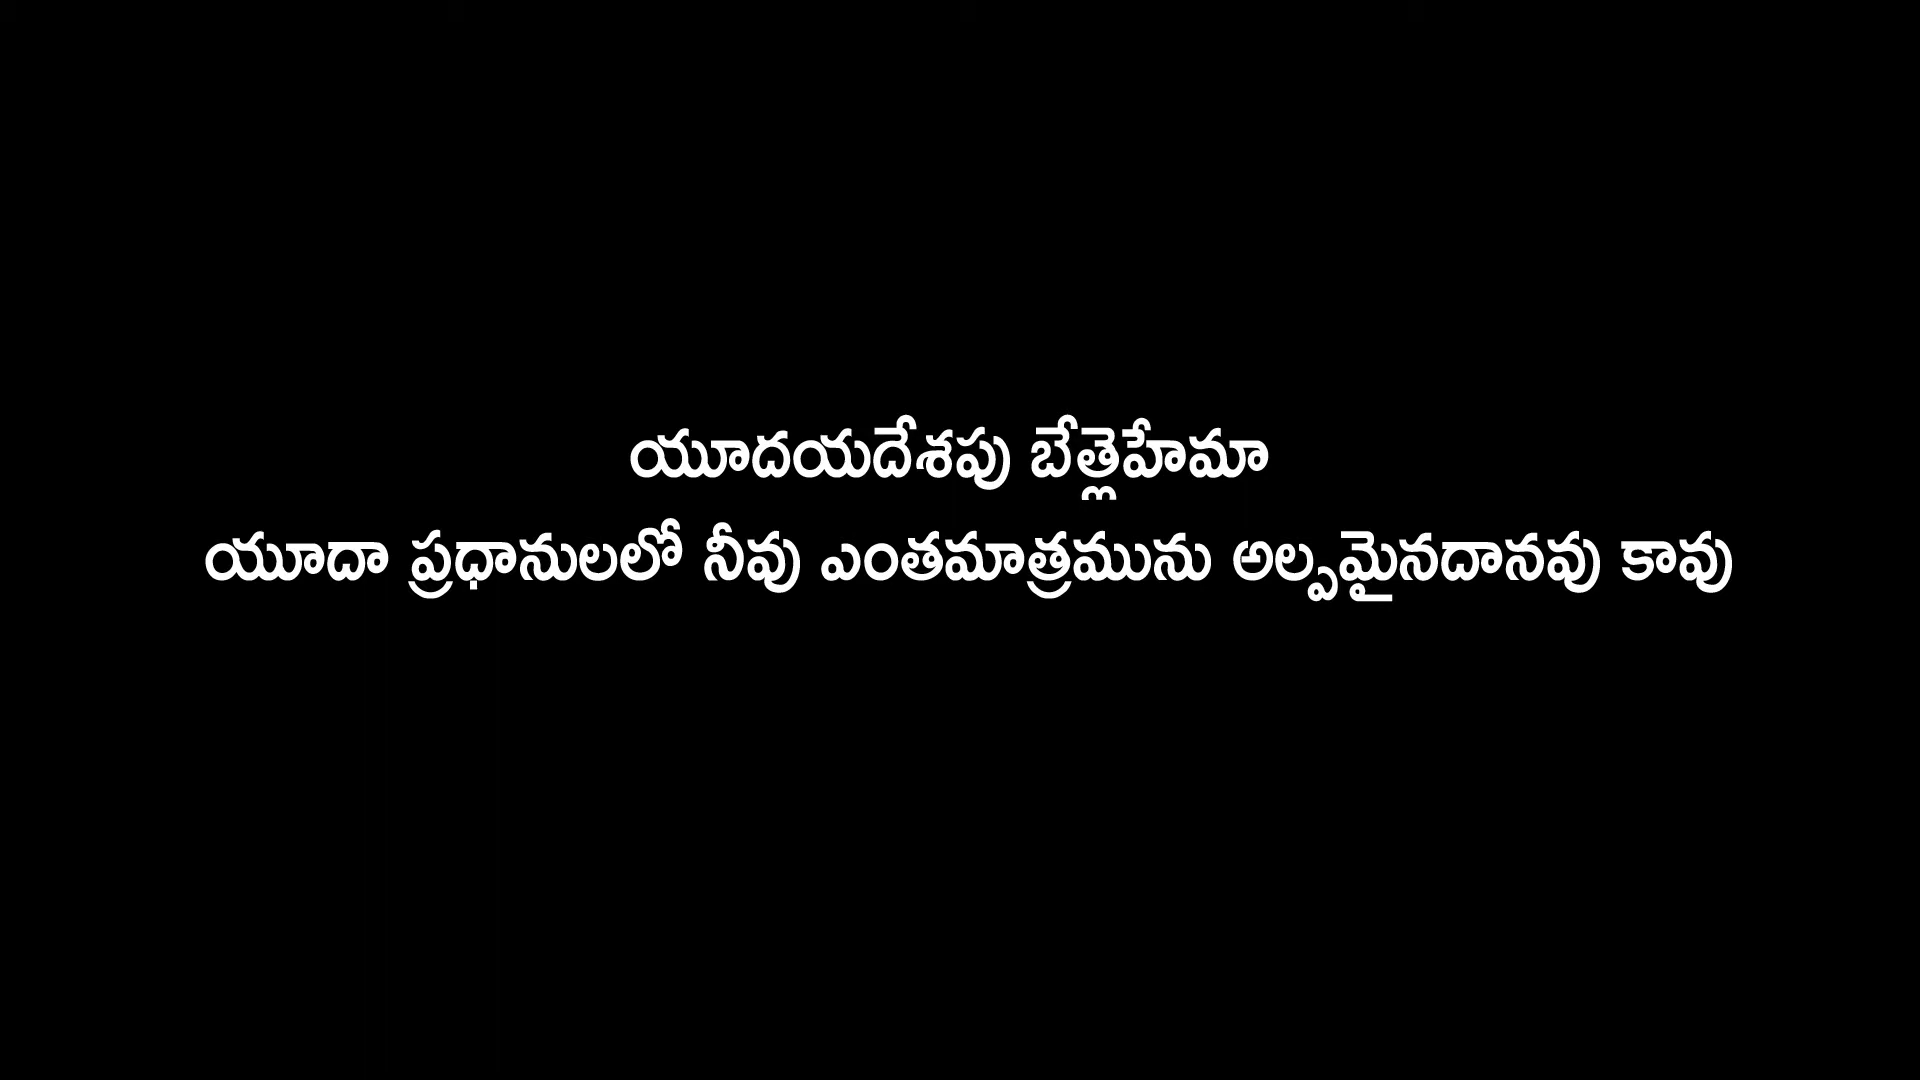 యూదయదేశపు బేత్లెహేమా
యూదా ప్రధానులలో నీవు ఎంతమాత్రమును అల్పమైనదానవు కావు